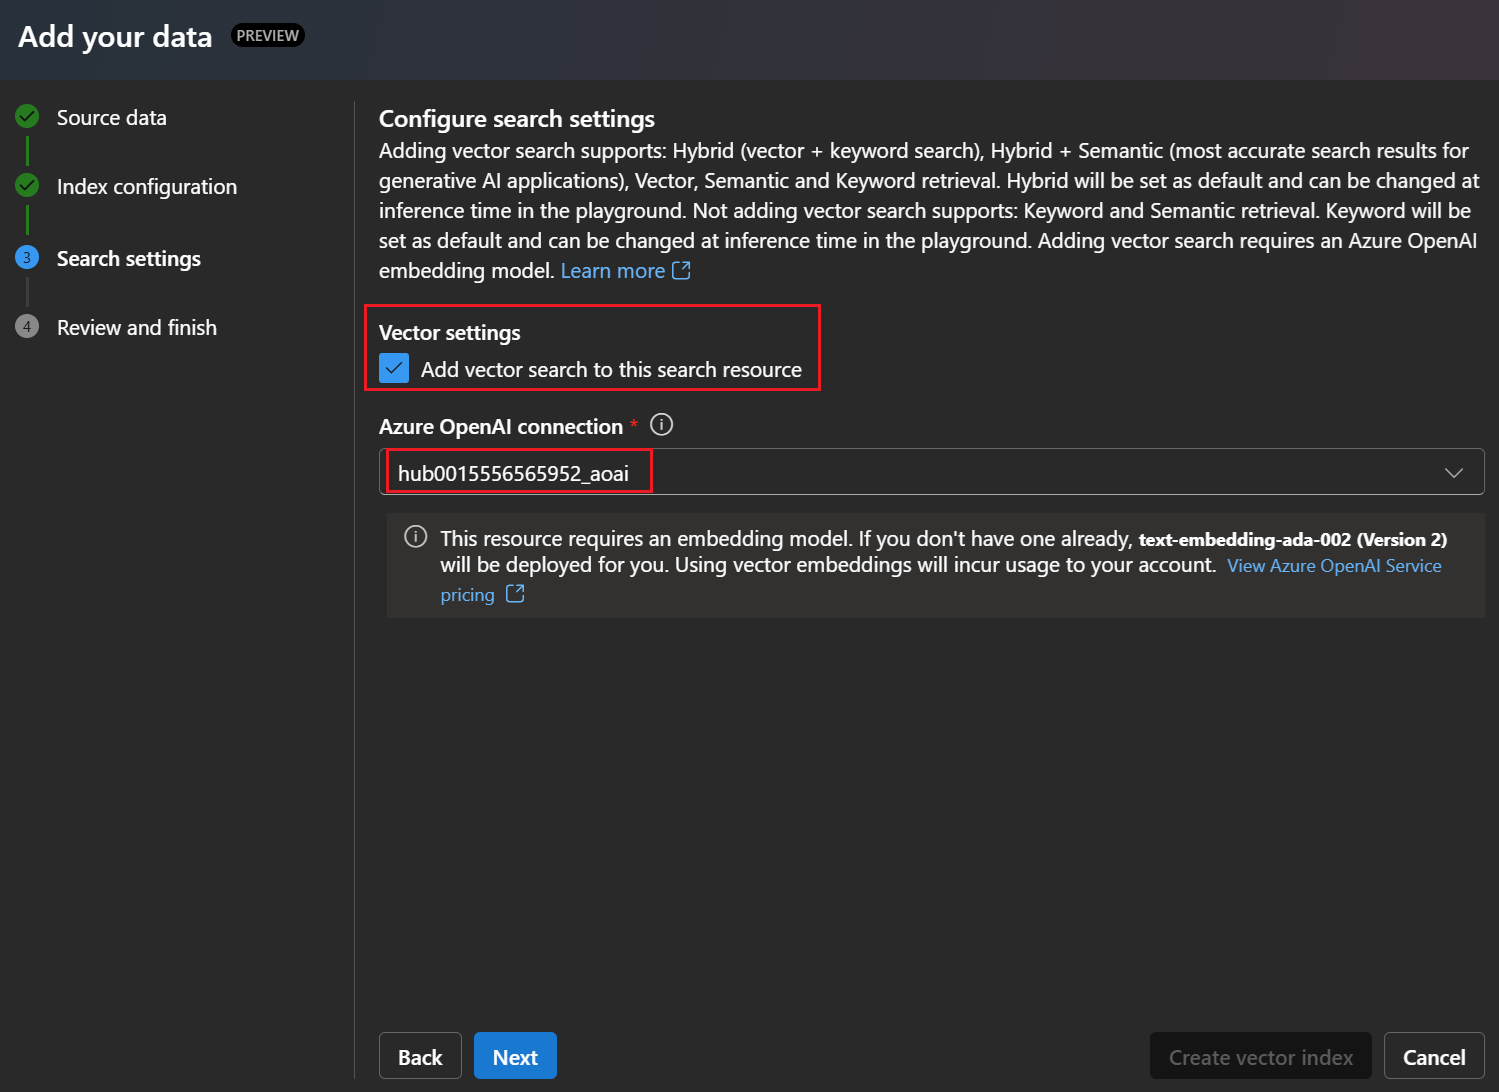 Add your data PREVIEW
Source data
Index configuration
3 Search settings
4 Review and finish
Configure search settings
Adding vector search supports: Hybrid (vector + keyword search), Hybrid + Semantic (most accurate search results for
generative AI applications), Vector, Semantic and Keyword retrieval. Hybrid will be set as default and can be changed at
inference time in the playground. Not adding vector search supports: Keyword and Semantic retrieval. Keyword will be
set as default and can be changed at inference time in the playground. Adding vector search requires an Azure OpenAI
embedding model. Learn more
Vector settings
Add vector search to this search resource
Azure OpenAI connection *
hub0015556565952_aoai
This resource requires an embedding model. If you don't have one already, text-embedding-ada-002 (Version 2)
will be deployed for you. Using vector embeddings will incur usage to your account. View Azure OpenAI Service
pricing
Back Next Create vector index Cancel